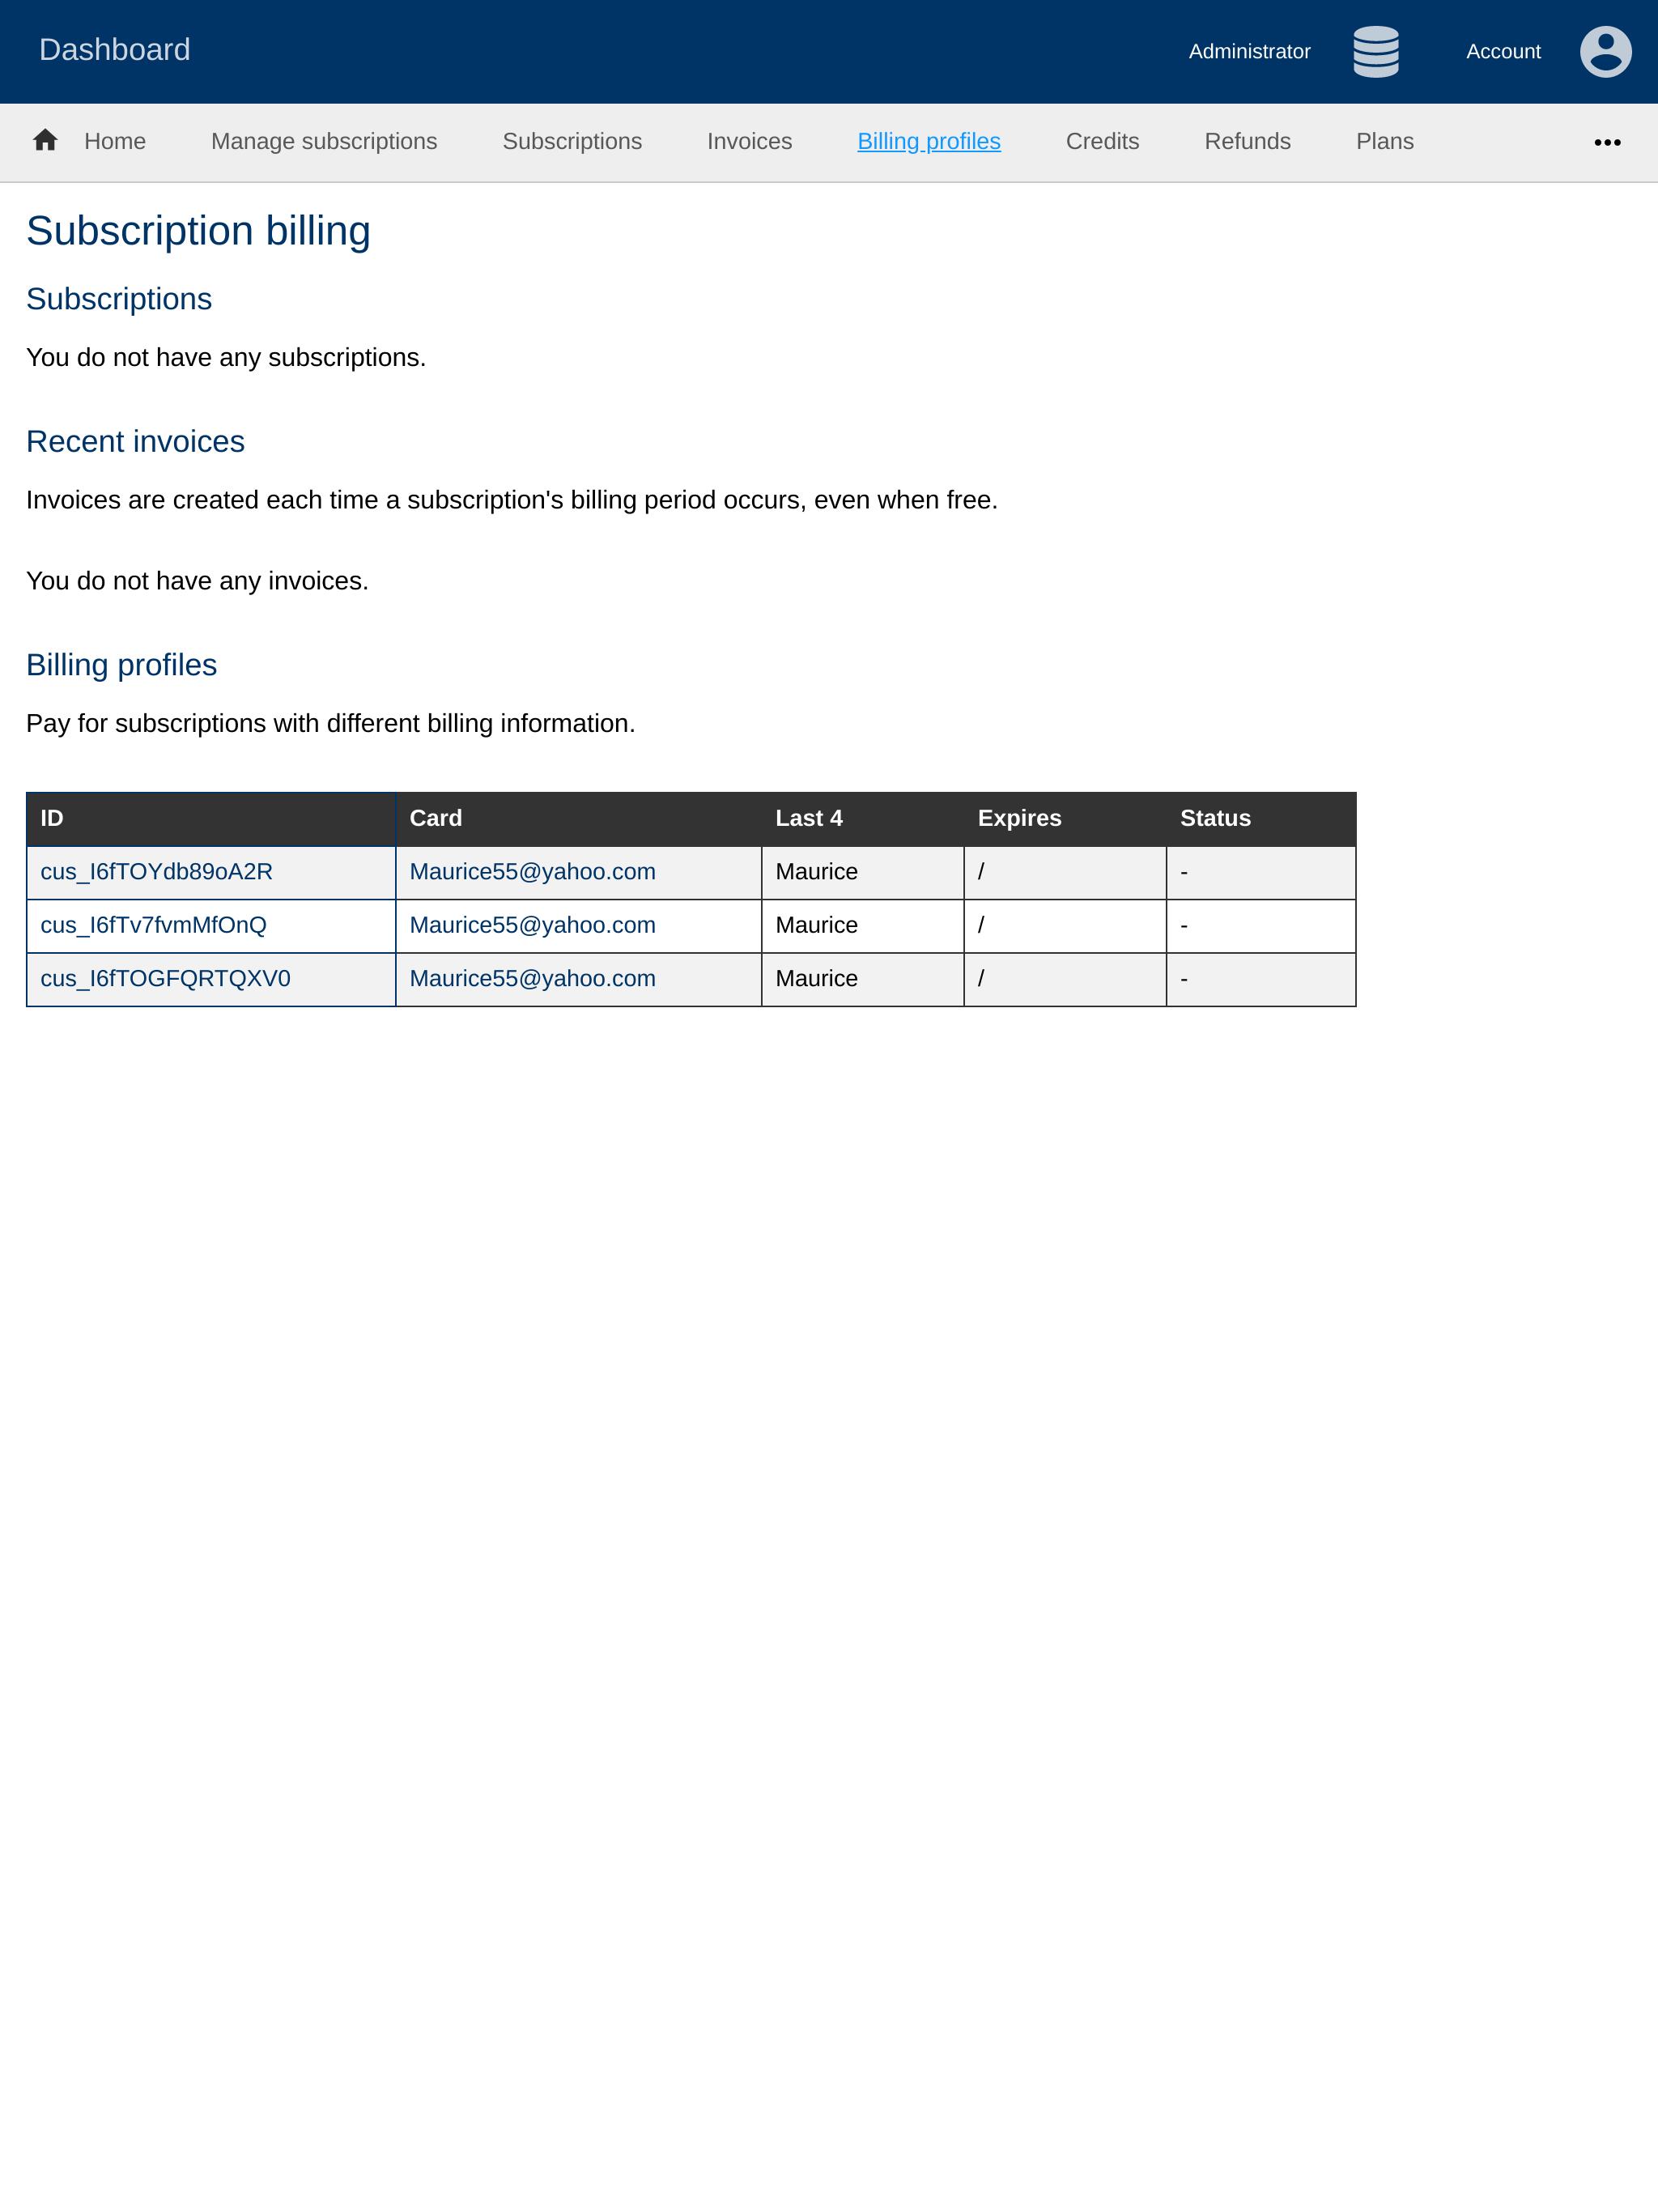 Dashboard Administrator Account
Home Manage subscriptions Subscriptions Invoices Billing profiles Credits Refunds Plans
Subscription billing
Subscriptions
You do not have any subscriptions.
Recent invoices
Invoices are created each time a subscription's billing period occurs, even when free.
You do not have any invoices.
Billing profiles
Pay for subscriptions with different billing information.
ID Card Last 4 Expires Status
cus_I6fTOYdb89oA2R Maurice55@yahoo.com Maurice / -
cus_I6fTv7fvmMfOnQ Maurice55@yahoo.com Maurice / -
cus_I6fTOGFQRTQXV0 Maurice55@yahoo.com Maurice / -